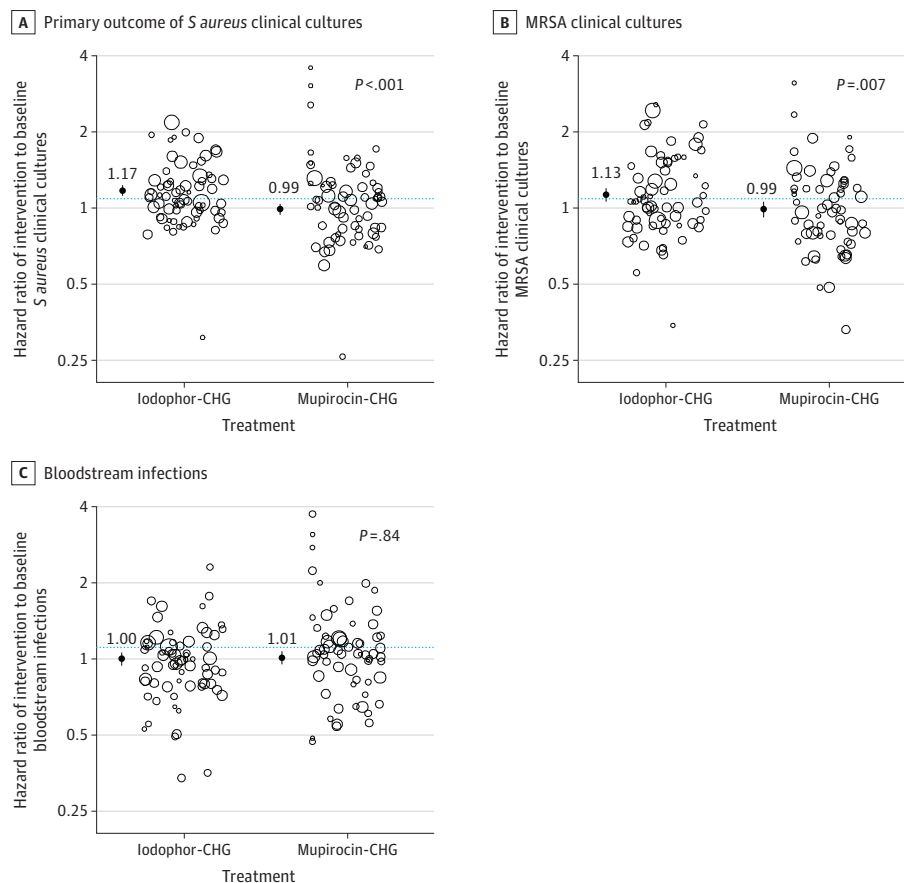 A Primary outcome of S aureus clinical cultures
Hazard ratio of intervention to baseline
S aureus clinical cultures
4
2
1
0.5
0.25
P<.001
1.17
0.99
Iodophor-CHG
Mupirocin-CHG
Treatment
B MRSA clinical cultures
Hazard ratio of intervention to baseline
MRSA clinical cultures
4
2
1
0.5
0.25
P=.007
1.13
0.99
Iodophor-CHG
Mupirocin-CHG
Treatment
C Bloodstream infections
Hazard ratio of intervention to baseline
bloodstream infections
4
2
1
0.5
0.25
P=.84
1.00
1.01
Iodophor-CHG
Mupirocin-CHG
Treatment